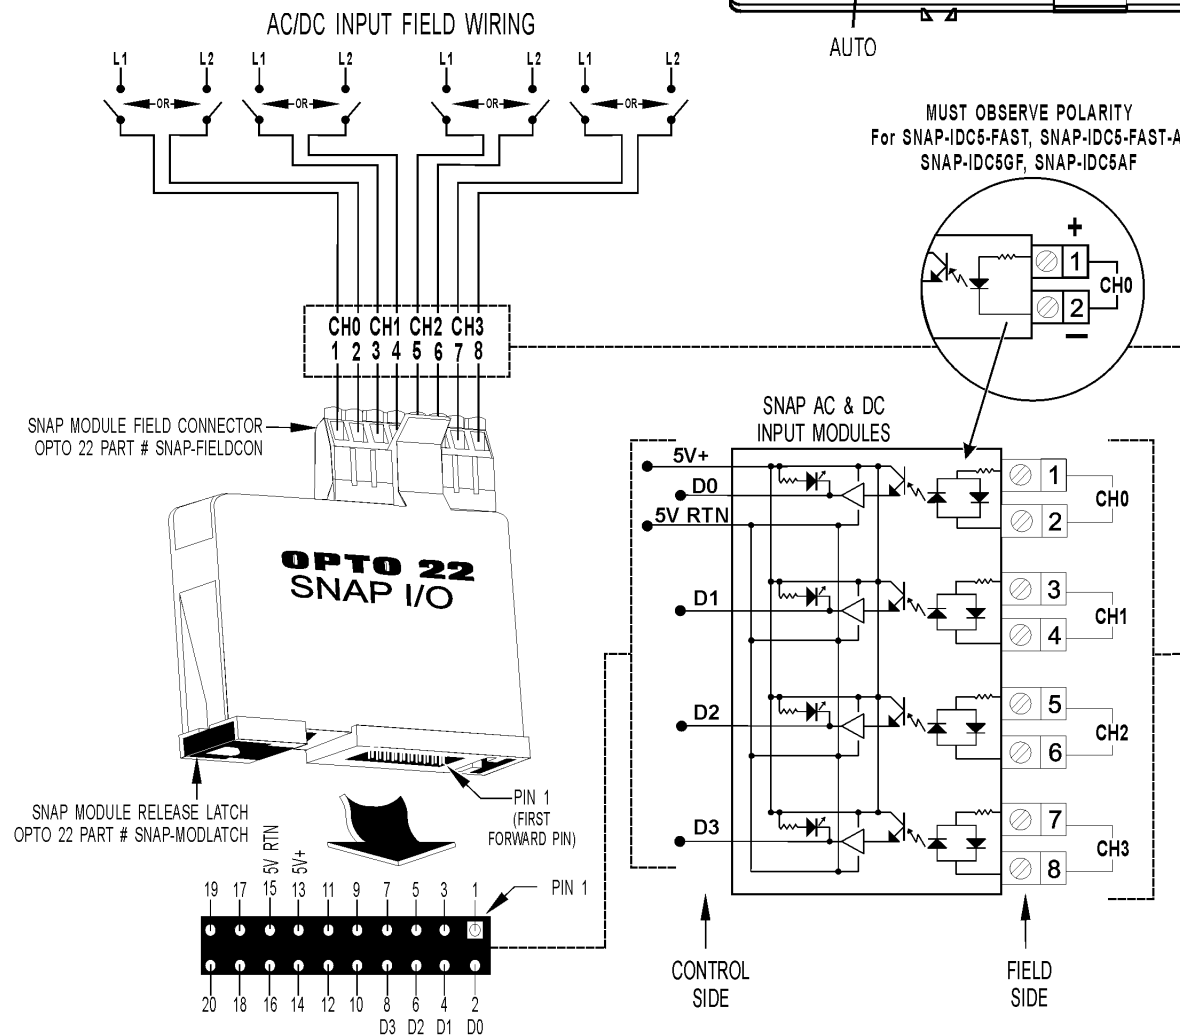 AC/DC INPUT FIELD WIRING
AUTO
L1 L2 L1 L2 L1 L2 L1 L2
OR OR OR OR
MUST OBSERVE POLARITY
For SNAP-IDC5-FAST, SNAP-IDC5-FAST-A
SNAP-IDC5GF, SNAP-IDC5AF
+
1
CH0
2
–
CH0 CH1 CH2 CH3
1 2 3 4 5 6 7 8
SNAP MODULE FIELD CONNECTOR
OPTO 22 PART # SNAP-FIELDCON
SNAP AC & DC
INPUT MODULES
5V+
D0
5V RTN
D1
D2
D3
1
CH0
2
3
CH1
4
5
CH2
6
7
CH3
8
OPTO 22
SNAP I/O
SNAP MODULE RELEASE LATCH
OPTO 22 PART # SNAP-MODLATCH
PIN 1
(FIRST
FORWARD PIN)
5V RTN
5V+
19 17 15 13 11 9 7 5 3 1
PIN 1
20 18 16 14 12 10 8 6 4 2
D3 D2 D1 D0
CONTROL
SIDE
FIELD
SIDE